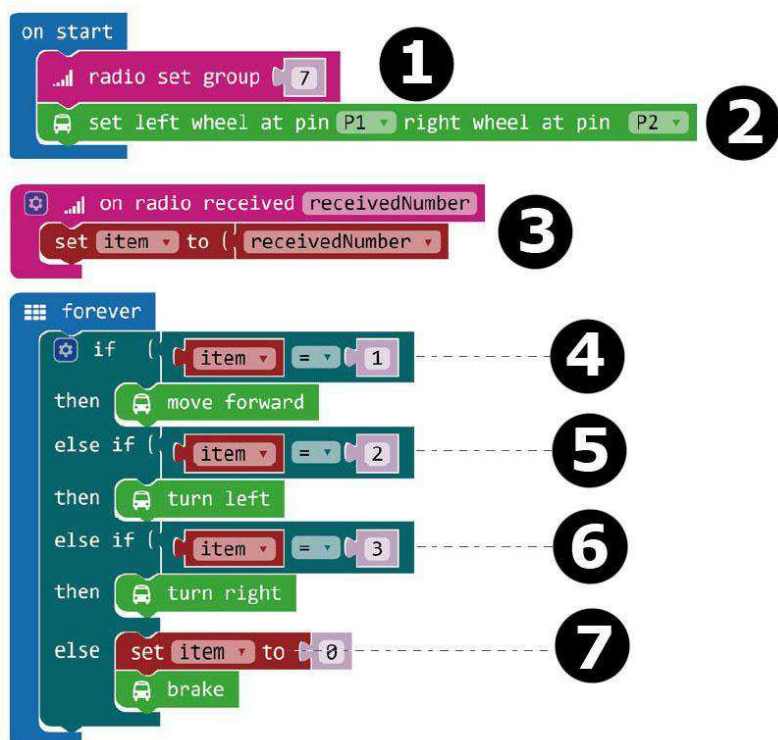 on start
radio set group 7
1
set left wheel at pin P1 right wheel at pin P2
2
on radio received receivedNumber
set item to ( receivedNumber
3
forever
if ( item = 1
4
then move forward
else if ( item = 2
5
then turn left
else if ( item = 3
6
then turn right
else set item to 0
7
brake